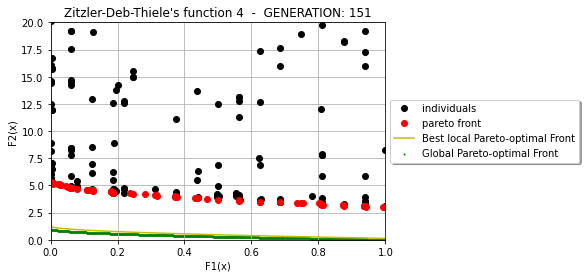 Zitzler-Deb-Thiele's function 4 - GENERATION: 151
20.0
17.5
15.0
12.5
10.0
7.5
5.0
2.5
0.0
F2(x)
0.0 0.2 0.4 0.6 0.8 1.0
F1(x)
individuals
pareto front
Best local Pareto-optimal Front
Global Pareto-optimal Front